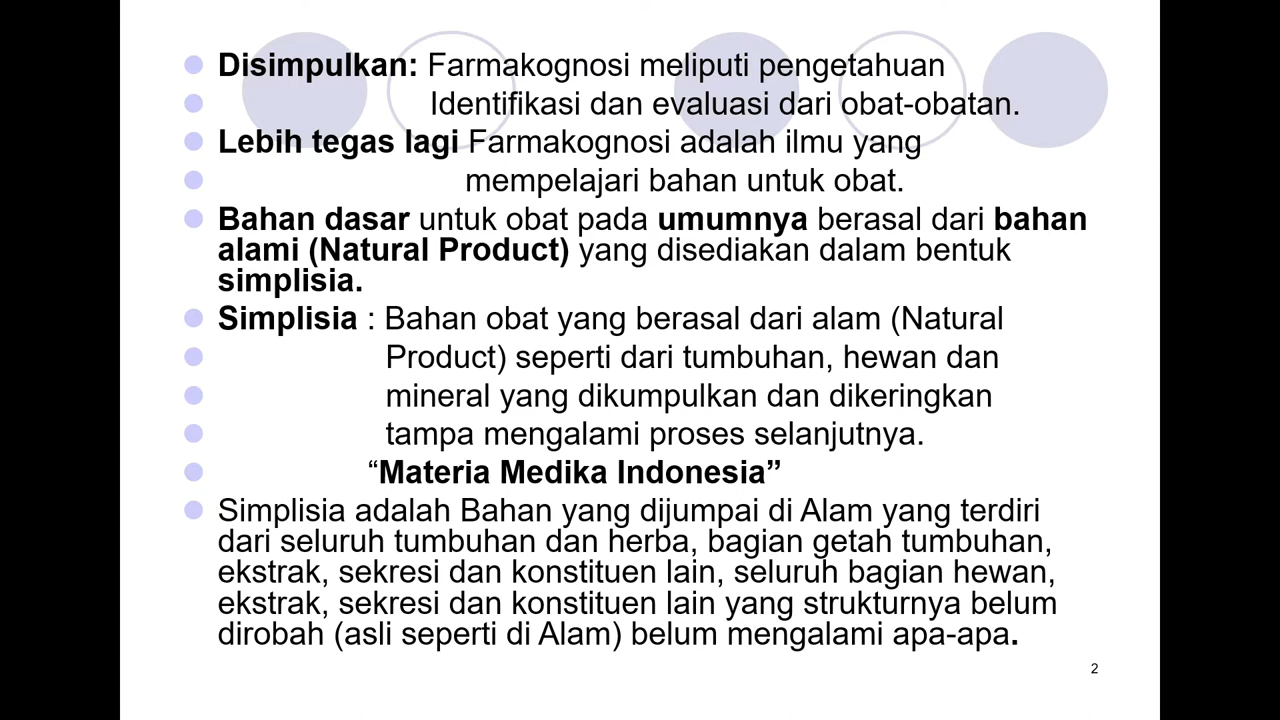 Disimpulkan: Farmakognosi meliputi pengetahuan
Identifikasi dan evaluasi dari obat-obatan.
Lebih tegas lagi Farmakognosi adalah ilmu yang
mempelajari bahan untuk obat.
Bahan dasar untuk obat pada umumnya berasal dari bahan
alami (Natural Product) yang disediakan dalam bentuk
simplisia.
Simplisia : Bahan obat yang berasal dari alam (Natural
Product) seperti dari tumbuhan, hewan dan
mineral yang dikumpulkan dan dikeringkan
tampa mengalami proses selanjutnya.
“Materia Medika Indonesia”
Simplisia adalah Bahan yang dijumpai di Alam yang terdiri
dari seluruh tumbuhan dan herba, bagian getah tumbuhan,
ekstrak, sekresi dan konstituen lain, seluruh bagian hewan,
ekstrak, sekresi dan konstituen lain yang strukturnya belum
dirobah (asli seperti di Alam) belum mengalami apa-apa.
2